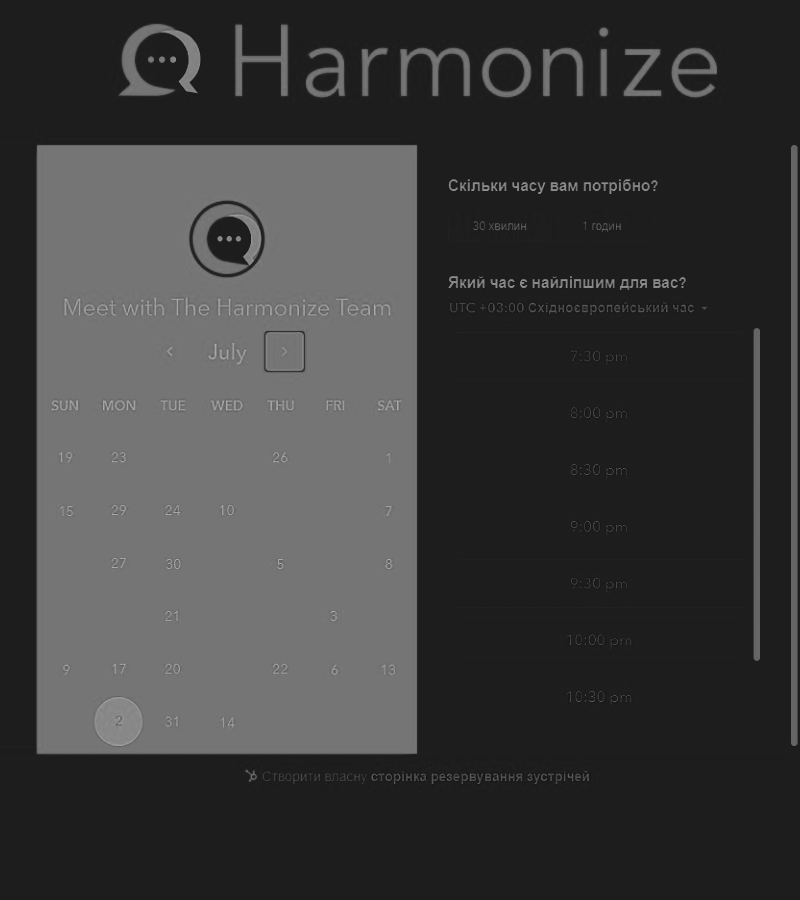 Harmonize
Meet with The Harmonize Team
July
SUN MON TUE WED THU FRI SAT
19 23 26 1
15 29 24 10 7
27 30 5 8
21 3
9 17 20 22 6 13
2 31 14
Скільки часу вам потрібно?
30 хвилин 1 годин
Який час є найліпшим для вас?
UTC +03:00 Східноєвропейський час
7:30 pm
8:00 pm
8:30 pm
9:00 pm
9:30 pm
10:00 pm
10:30 pm
Створити власну сторінка резервування зустрічей